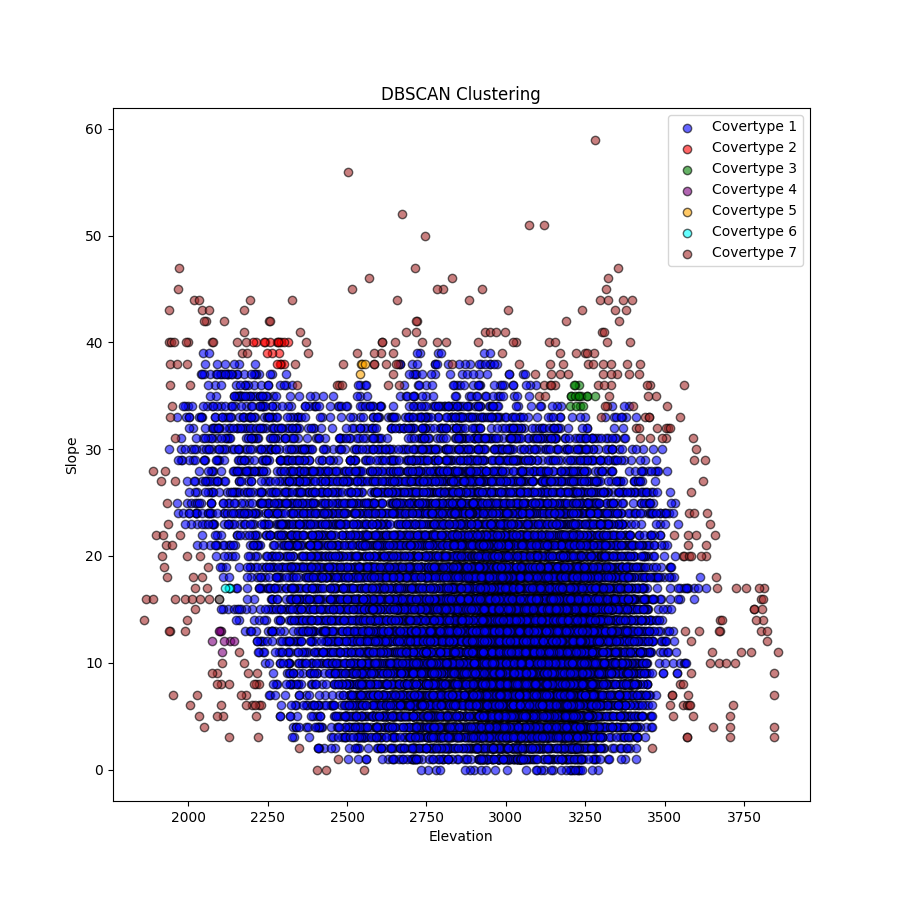 DBSCAN Clustering
Covertype 1
Covertype 2
Covertype 3
Covertype 4
Covertype 5
Covertype 6
Covertype 7
60
50
40
30
20
10
0
Slope
2000 2250 2500 2750 3000 3250 3500 3750
Elevation